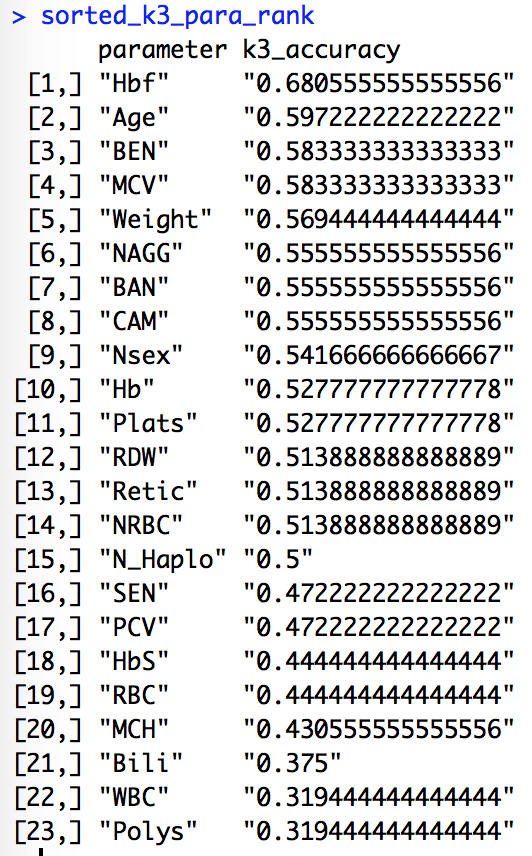 > sorted_k3_para_rank
      parameter k3_accuracy
 [1,] "Hbf"     "0.680555555555556"
 [2,] "Age"     "0.597222222222222"
 [3,] "BEN"     "0.583333333333333"
 [4,] "MCV"     "0.583333333333333"
 [5,] "Weight"  "0.569444444444444"
 [6,] "NAGG"    "0.555555555555556"
 [7,] "BAN"     "0.555555555555556"
 [8,] "CAM"     "0.555555555555556"
 [9,] "Nsex"    "0.541666666666667"
[10,] "Hb"      "0.527777777777778"
[11,] "Plats"   "0.527777777777778"
[12,] "RDW"     "0.513888888888889"
[13,] "Retic"   "0.513888888888889"
[14,] "NRBC"    "0.513888888888889"
[15,] "N_Haplo" "0.5"
[16,] "SEN"     "0.472222222222222"
[17,] "PCV"     "0.472222222222222"
[18,] "HbS"     "0.444444444444444"
[19,] "RBC"     "0.444444444444444"
[20,] "MCH"     "0.430555555555556"
[21,] "Bili"    "0.375"
[22,] "WBC"     "0.319444444444444"
[23,] "Polys"   "0.319444444444444"